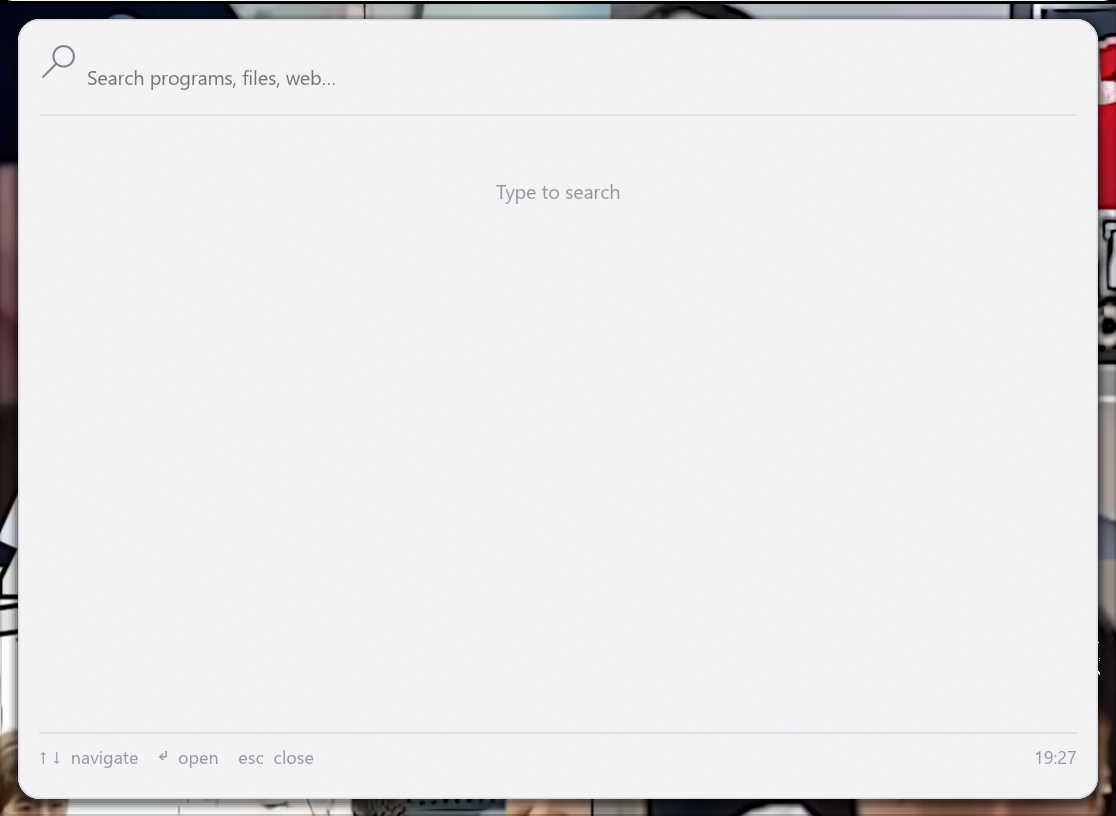 Search programs, files, web...
Type to search
↑↓ navigate ↵ open esc close 19:27